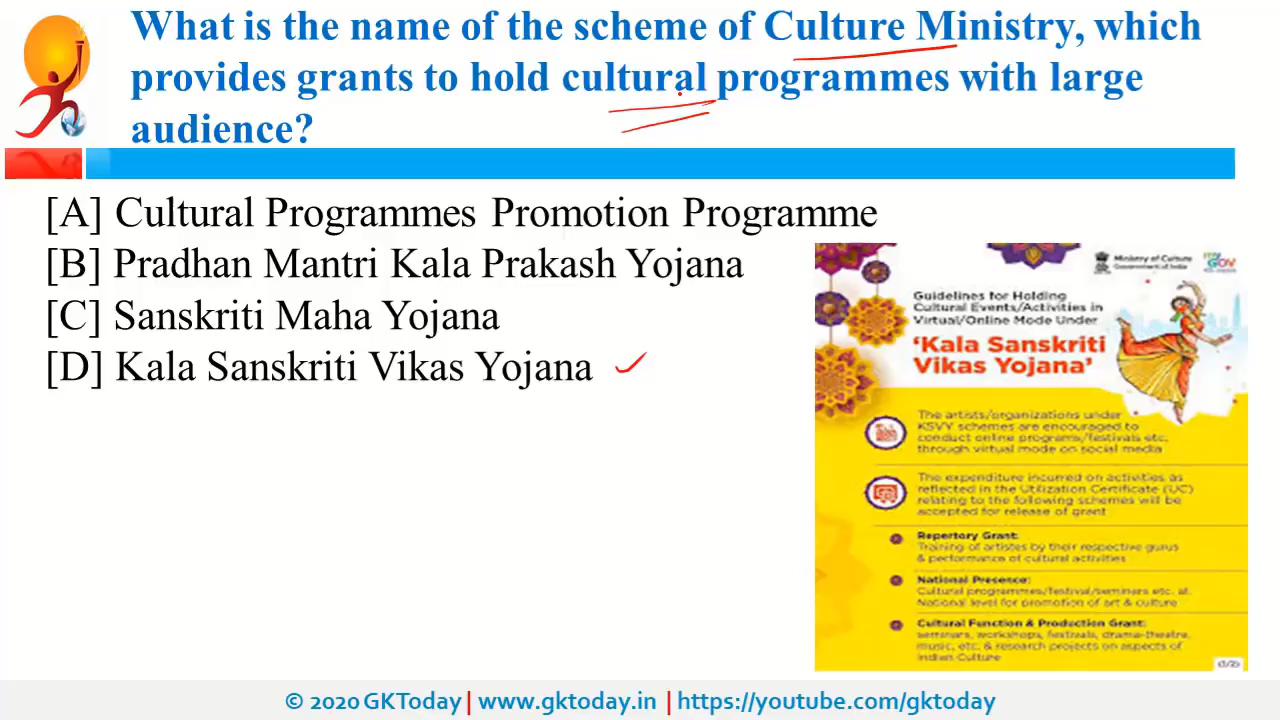 What is the name of the scheme of Culture Ministry, which
provides grants to hold cultural programmes with large
audience?
[A] Cultural Programmes Promotion Programme
[B] Pradhan Mantri Kala Prakash Yojana
[C] Sanskriti Maha Yojana
[D] Kala Sanskriti Vikas Yojana
Ministry of Culture
Government of India
my GOV
Guidelines for Holding
Cultural Events/Activities in
Virtual/Online Mode Under
'Kala Sanskriti
Vikas Yojana'
The artists/organizations under
KSVY schemes are encouraged to
conduct online programs/festivals etc.
through virtual mode on social media
The expenditure incurred on activities as
reflected in the Utilization Certificate (UC)
relating to the following schemes will be
accepted for release of grant
Repertory Grant:
Training of artistes by their respective gurus
& performance of cultural activities
National Presence:
Cultural programmes/festival/seminars etc. at
National level for promotion of art & culture
Cultural Function & Production Grant:
seminars, workshops, festivals, drama-theatre,
music, etc. & research projects on aspects of
Indian Culture
(1/2)
© 2020 GKToday | www.gktoday.in | https://youtube.com/gktoday